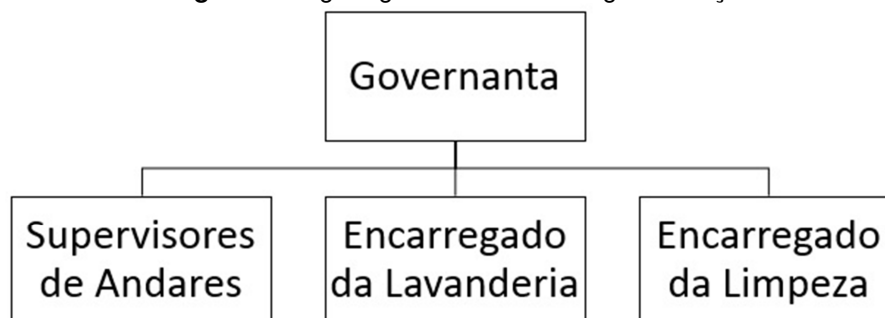 Governanta
Supervisores
de Andares
Encarregado
da Lavanderia
Encarregado
da Limpeza